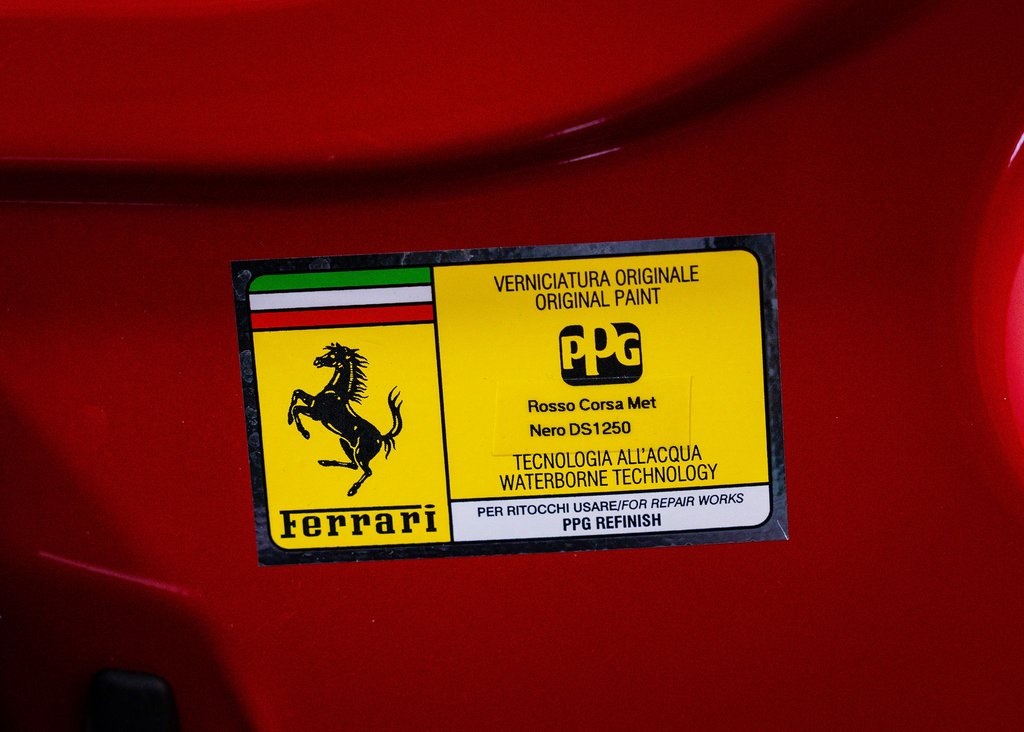 VERNICIATURA ORIGINALE
ORIGINAL PAINT
PPG
Rosso Corsa Met
Nero DS1250
TECNOLOGIA ALL'ACQUA
WATERBORNE TECHNOLOGY
PER RITOCCHI USARE/FOR REPAIR WORKS
PPG REFINISH
Ferrari